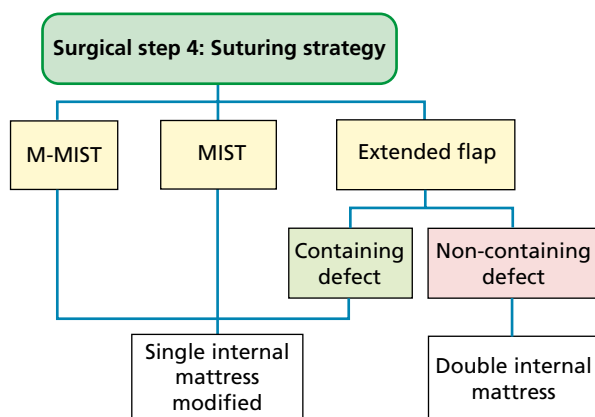 Surgical step 4: Suturing strategy
M-MIST
MIST
Extended flap
Containing
defect
Non-containing
defect
Single internal
mattress
modified
Double internal
mattress